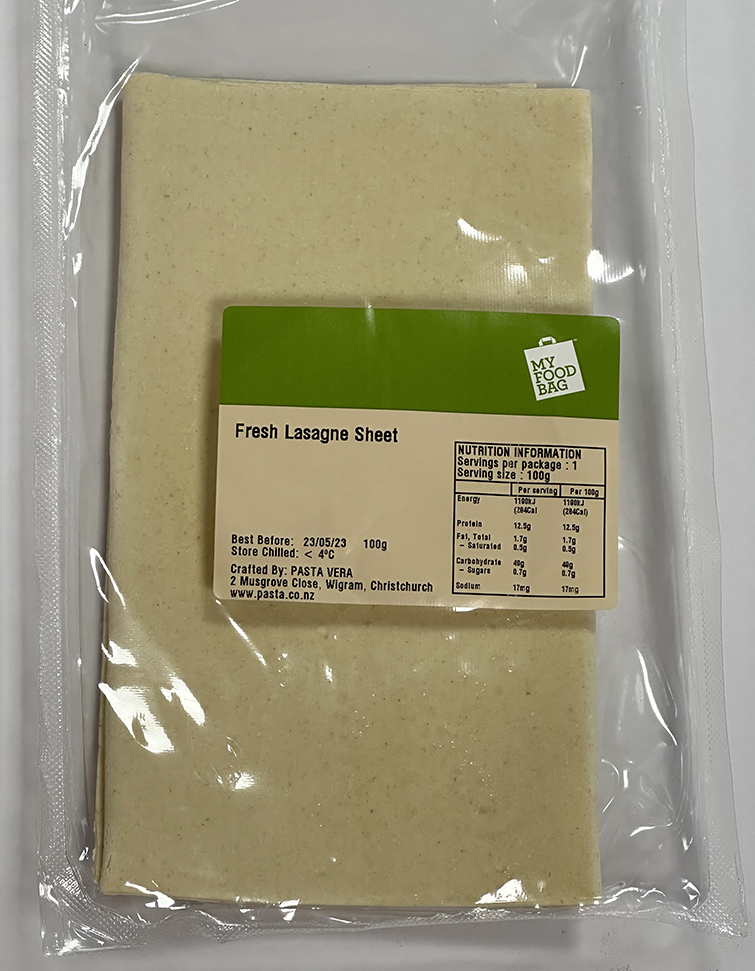 MY
FOOD
BAG
Fresh Lasagne Sheet
NUTRITION INFORMATION
Servings per package : 1
Serving size : 100g
Per serving Per 100g
Energy 1190kJ 1190kJ
(284Cal (284Cal)
Protein 12.5g 12.5g
Fat, Total 1.7g 1.7g
- Saturated 0.5g 0.5g
Carbohydrate 49g 49g
- Sugars 0.7g 0.7g
Sodium 17mg 17mg
Best Before: 23/05/23 100g
Store Chilled: < 4°C
Crafted By: PASTA VERA
2 Musgrove Close, Wigram, Christchurch
www.pasta.co.nz